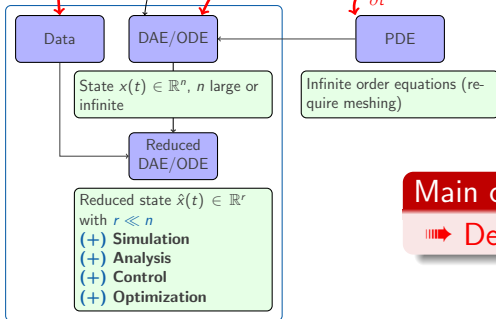 ∂t
Data
DAE/ODE
PDE
State x(t) ∈ ℝⁿ, n large or
infinite
Infinite order equations (re-
quire meshing)
Reduced
DAE/ODE
Reduced state x̂(t) ∈ ℝʳ
with r ≪ n
(+) Simulation
(+) Analysis
(+) Control
(+) Optimization
Main
➠ De